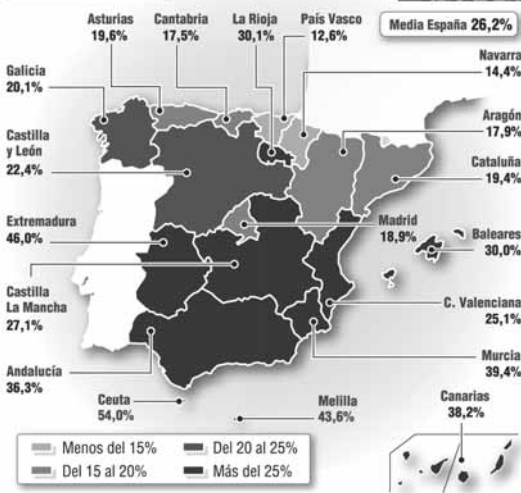 Asturias
19,6%
Cantabria
17,5%
La Rioja
30,1%
País Vasco
12,6%
Media España 26,2%
Navarra
14,4%
Galicia
20,1%
Aragón
17,9%
Castilla
y León
22,4%
Cataluña
19,4%
Extremadura
46,0%
Madrid
18,9%
Baleares
30,0%
Castilla
La Mancha
27,1%
C. Valenciana
25,1%
Andalucía
36,3%
Murcia
39,4%
Ceuta
54,0%
Melilla
43,6%
Canarias
38,2%
Menos del 15%
Del 20 al 25%
Del 15 al 20%
Más del 25%